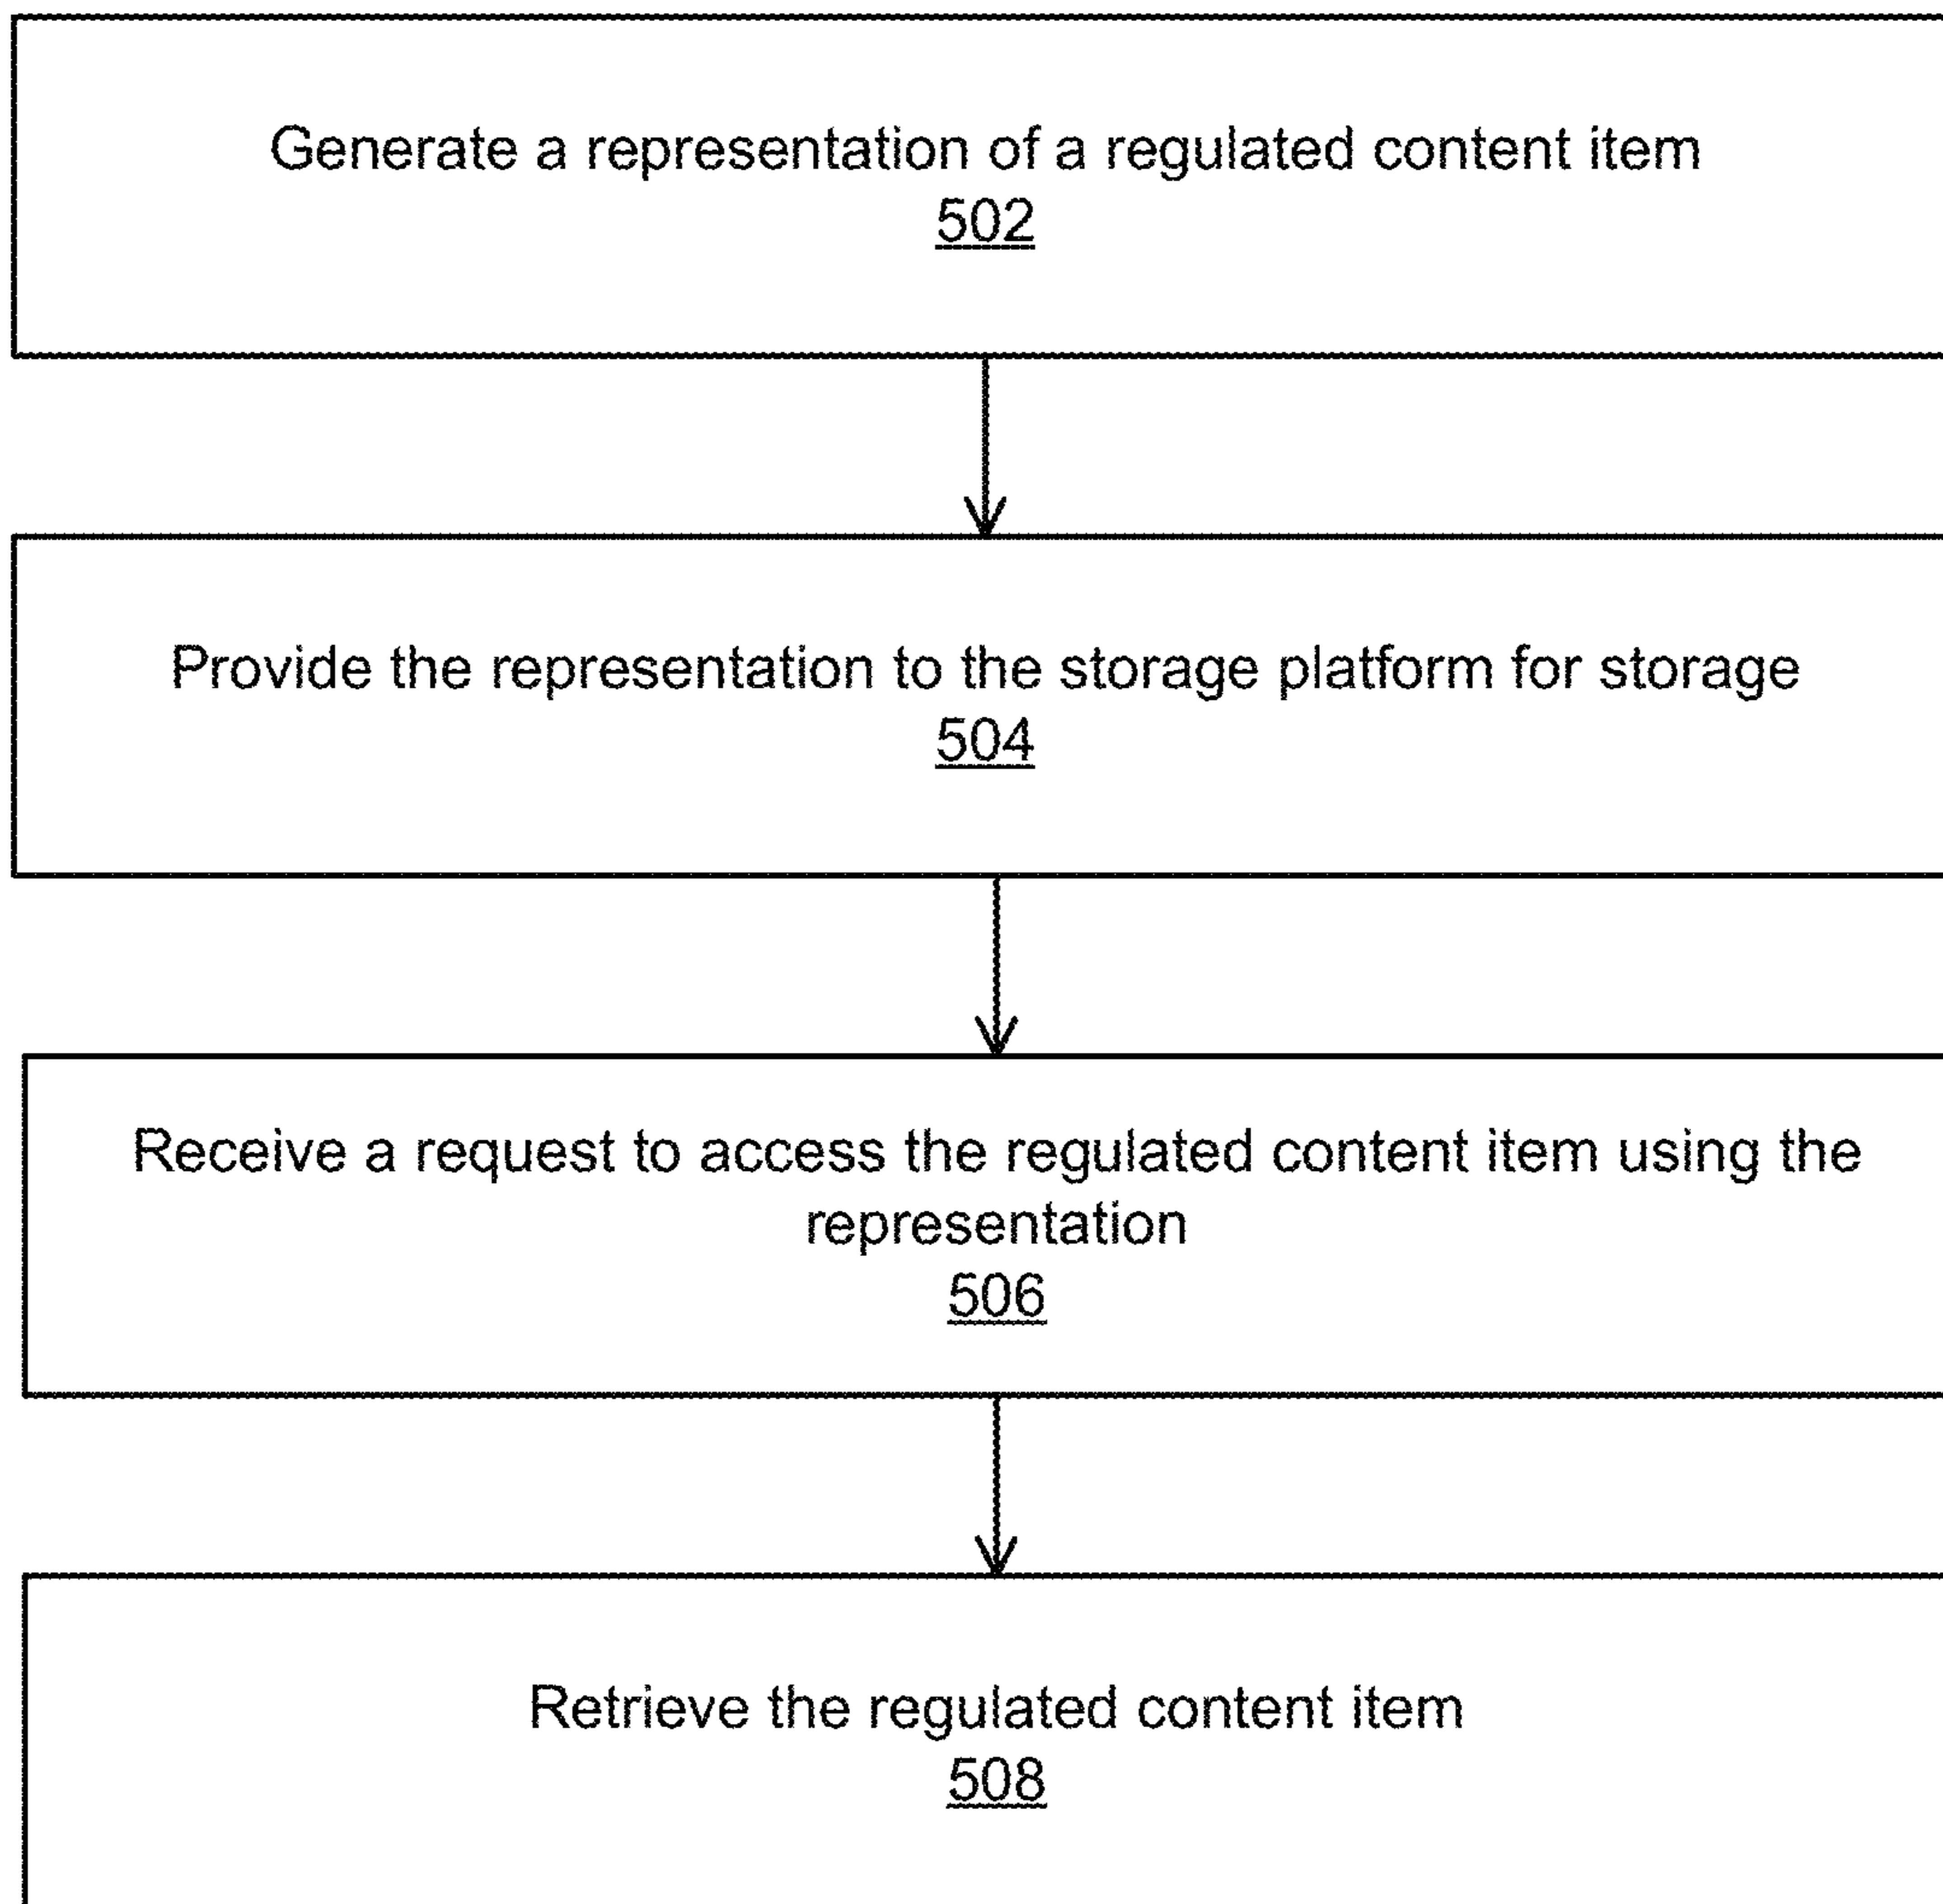 Generate a representation of a regulated content item
502
Provide the representation to the storage platform for storage
504
Receive a request to access the regulated content item using the
representation
506
Retrieve the regulated content item
508